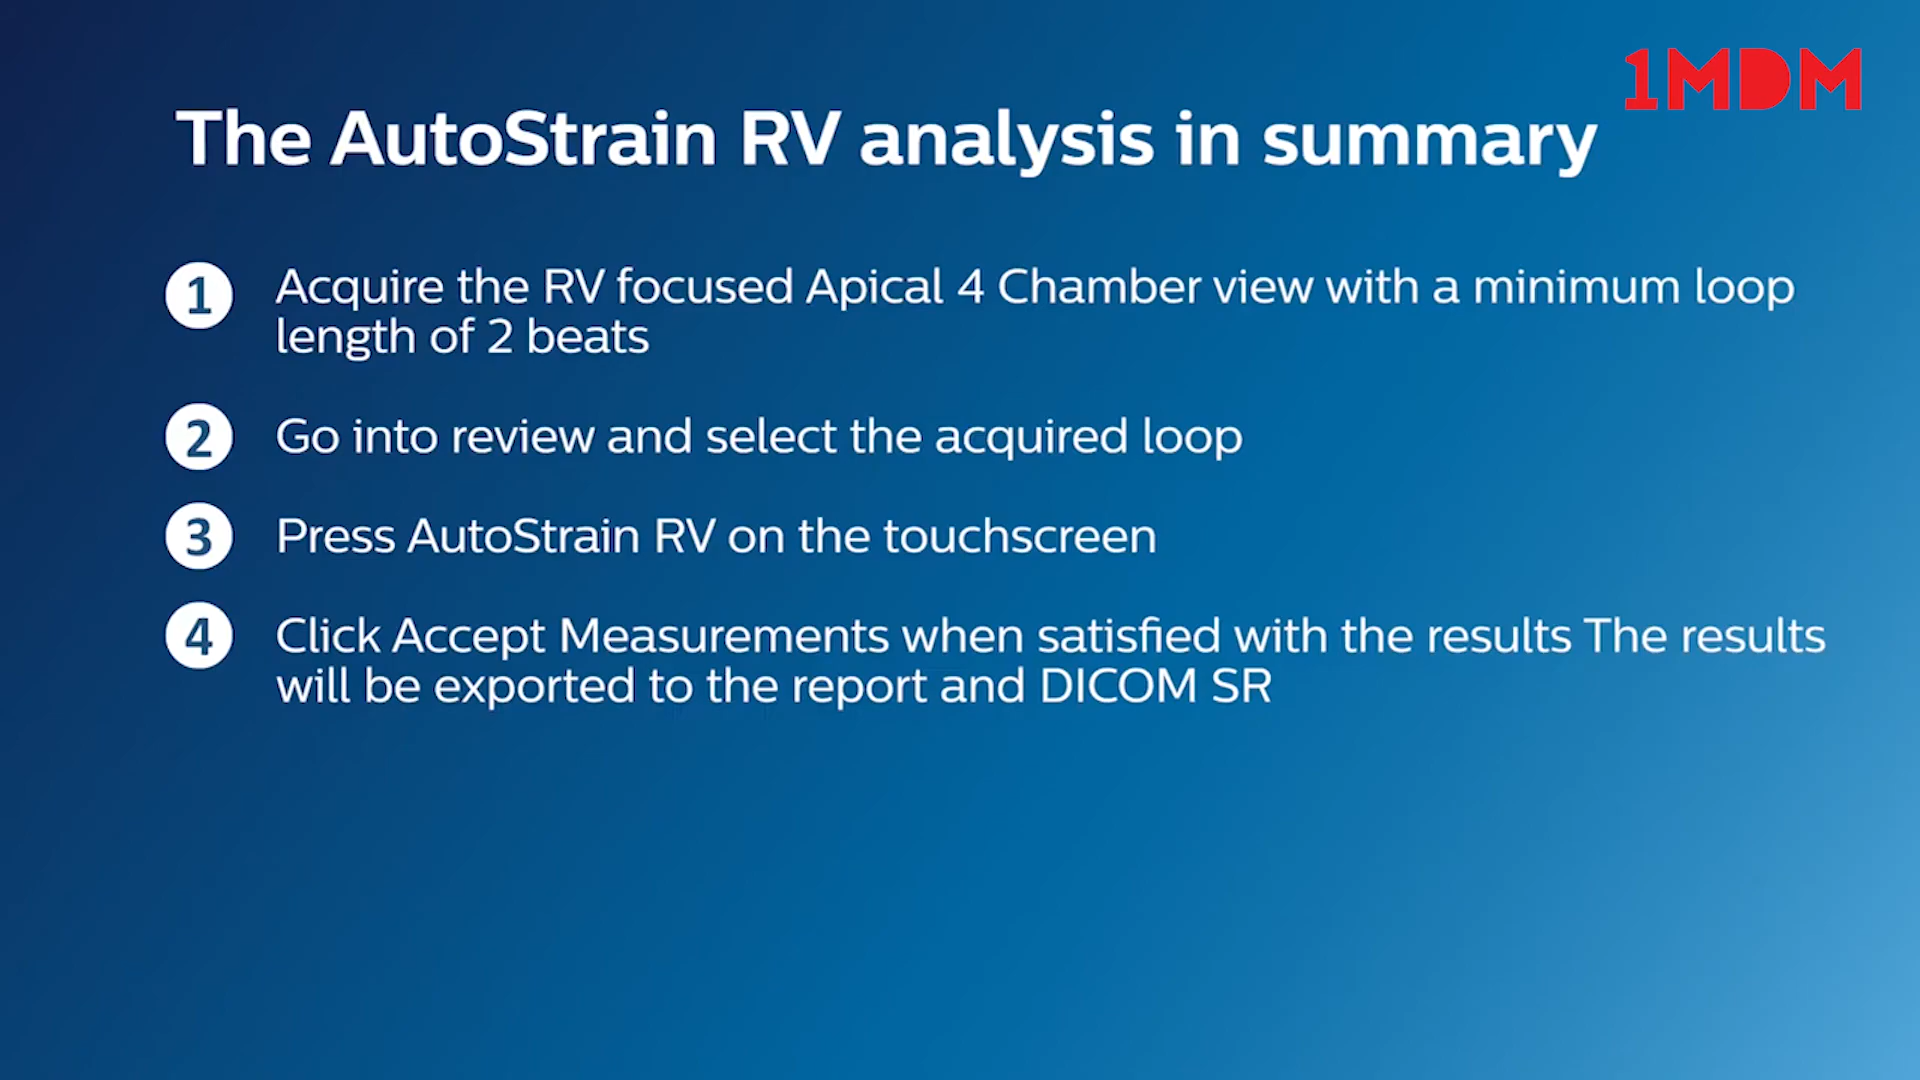 1MDM
The AutoStrain RV analysis in summary
1 Acquire the RV focused Apical 4 Chamber view with a minimum loop
length of 2 beats
2 Go into review and select the acquired loop
3 Press AutoStrain RV on the touchscreen
4 Click Accept Measurements when satisfied with the results The results
will be exported to the report and DICOM SR